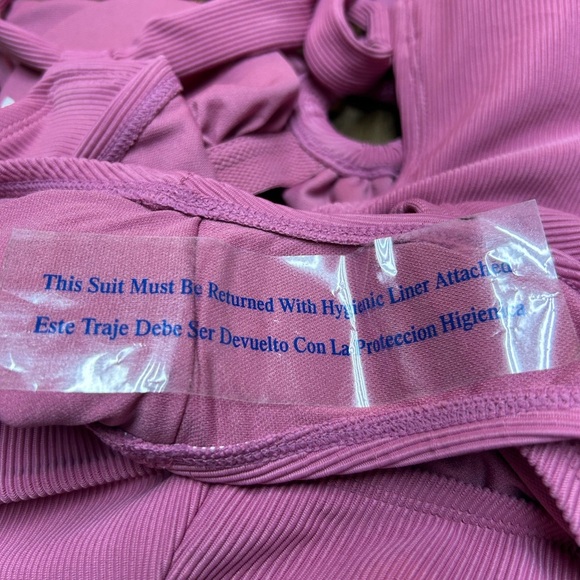 This Suit Must Be Returned With Hygienic Liner Attached
Este Traje Debe Ser Devuelto Con La Proteccion Higienica